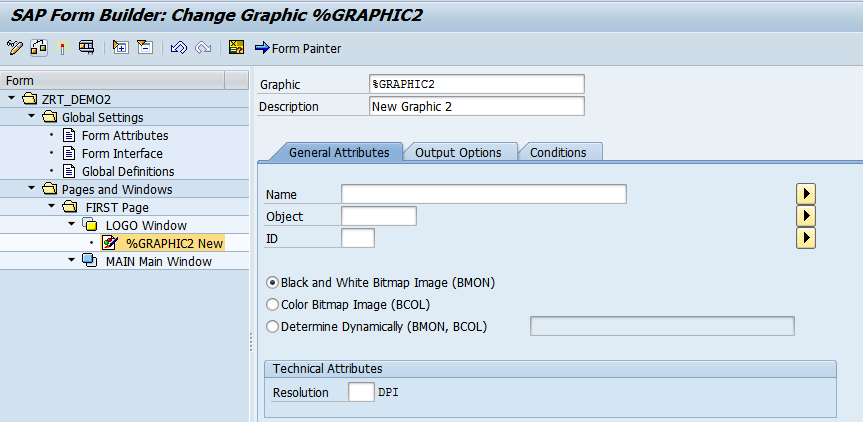 SAP Form Builder: Change Graphic %GRAPHIC2
Form Painter
Form
ZRT_DEMO2
Global Settings
Form Attributes
Form Interface
Global Definitions
Pages and Windows
FIRST Page
LOGO Window
%GRAPHIC2 New
MAIN Main Window
Graphic %GRAPHIC2
Description New Graphic 2
General Attributes Output Options Conditions
Name
Object
ID
Black and White Bitmap Image (BMON)
Color Bitmap Image (BCOL)
Determine Dynamically (BMON, BCOL)
Technical Attributes
Resolution DPI